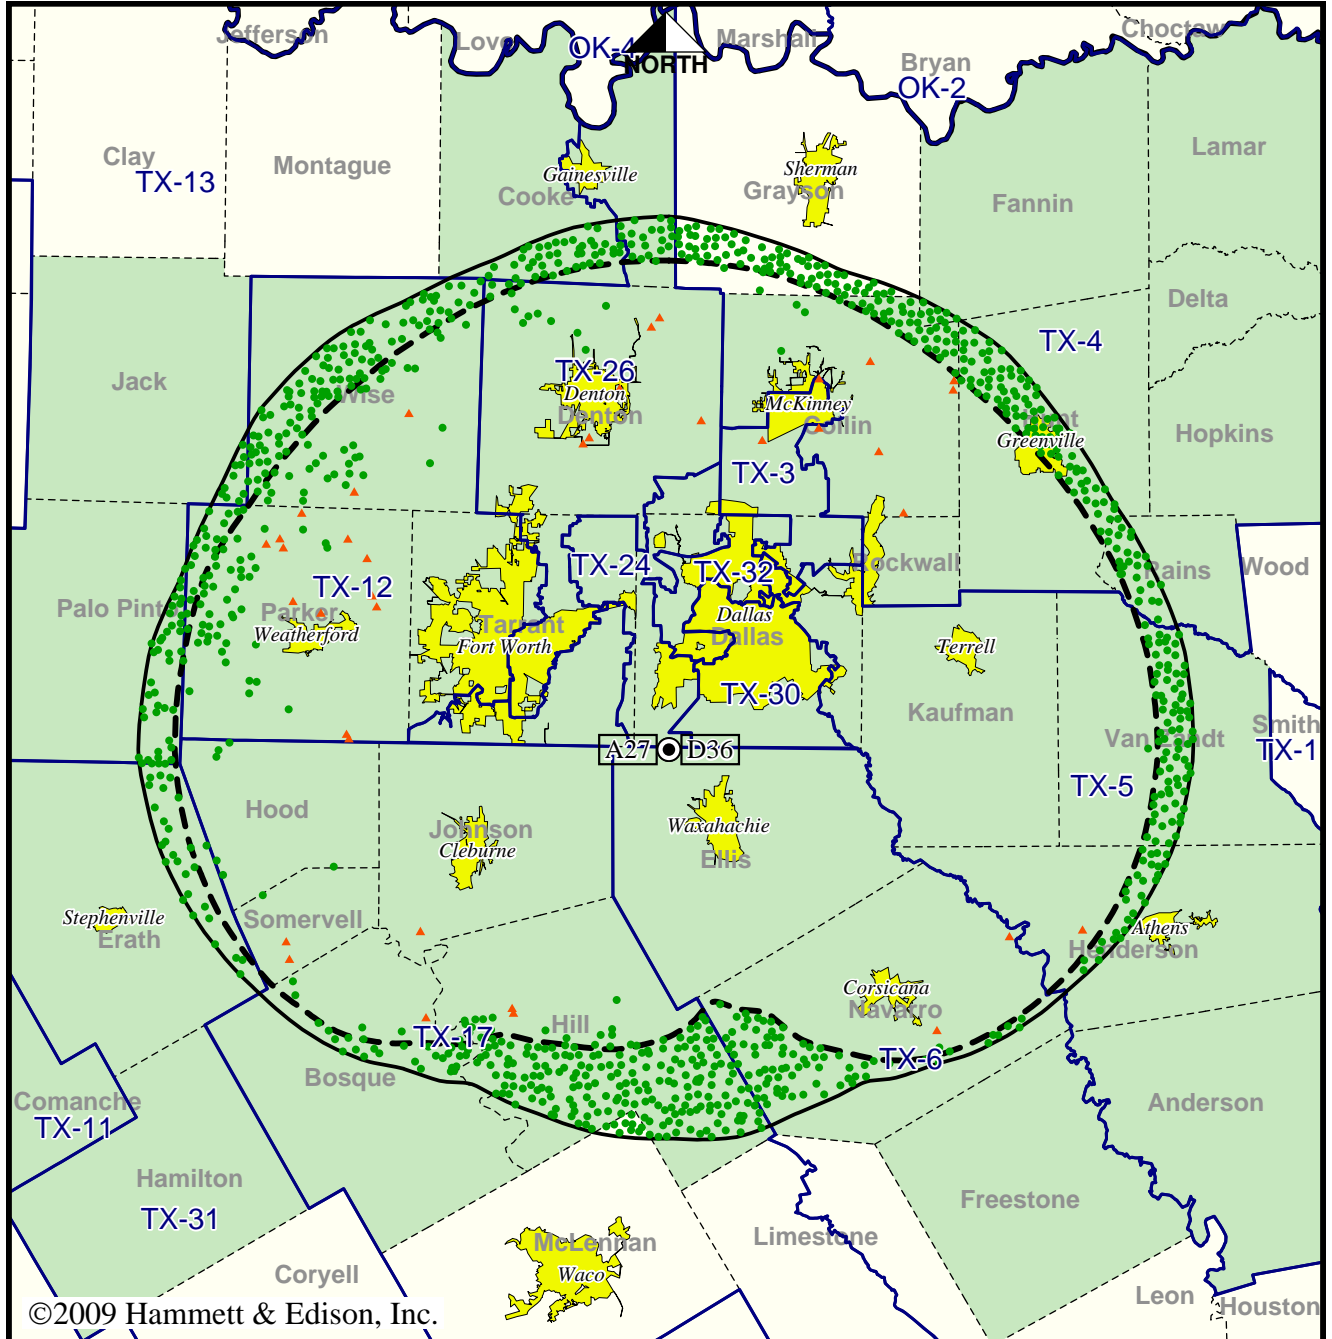 Jefferson
Love
OK-4
NORTH
Marshall
Choctaw
Bryan
OK-2
Clay
TX-13
Montague
Gainesville
Cooke
Sherman
Grayson
Lamar
Fannin
Delta
TX-4
Jack
Wise
TX-26
Denton
Denton
McKinney
Collin
Hunt
Greenville
Hopkins
TX-3
TX-24
TX-32
Rockwall
Rains
Wood
TX-12
Palo Pinto
Parker
Weatherford
Tarrant
Fort Worth
Dallas
Dallas
Terrell
TX-30
Kaufman
Van Zandt
Smith
TX-1
A27
D36
TX-5
Hood
Johnson
Cleburne
Waxahachie
Ellis
Stephenville
Erath
Somervell
Athens
Henderson
Corsicana
Navarro
Hill
TX-17
TX-6
Bosque
Comanche
TX-11
Anderson
Hamilton
TX-31
Freestone
McLennan
Waco
Limestone
Coryell
Leon
Houston
©2009 Hammett & Edison, Inc.